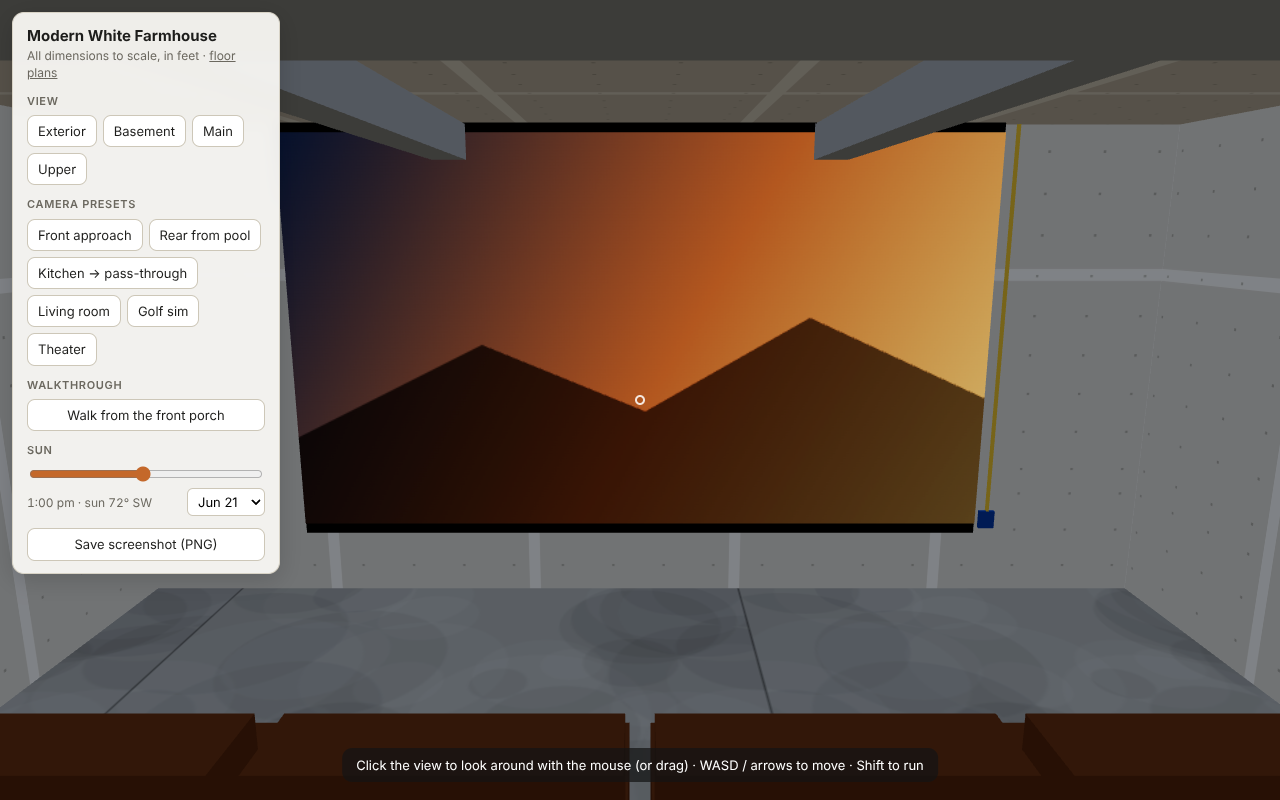 Modern White Farmhouse
All dimensions to scale, in feet · floor
plans
VIEW
Exterior
Basement
Main
Upper
CAMERA PRESETS
Front approach
Rear from pool
Kitchen → pass-through
Living room
Golf sim
Theater
WALKTHROUGH
Walk from the front porch
SUN
1:00 pm · sun 72° SW
Jun 21
Save screenshot (PNG)
Click the view to look around with the mouse (or drag) · WASD / arrows to move · Shift to run